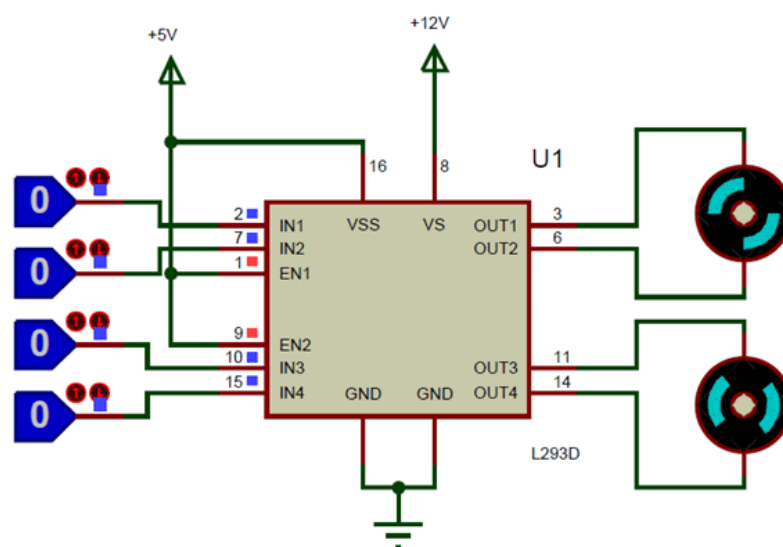 +5V
+12V
16
8
U1
0
2
IN1
VSS
VS
OUT1
3
7
IN2
OUT2
6
0
1
EN1
0
9
EN2
10
IN3
OUT3
11
15
IN4
GND
GND
OUT4
14
0
L293D